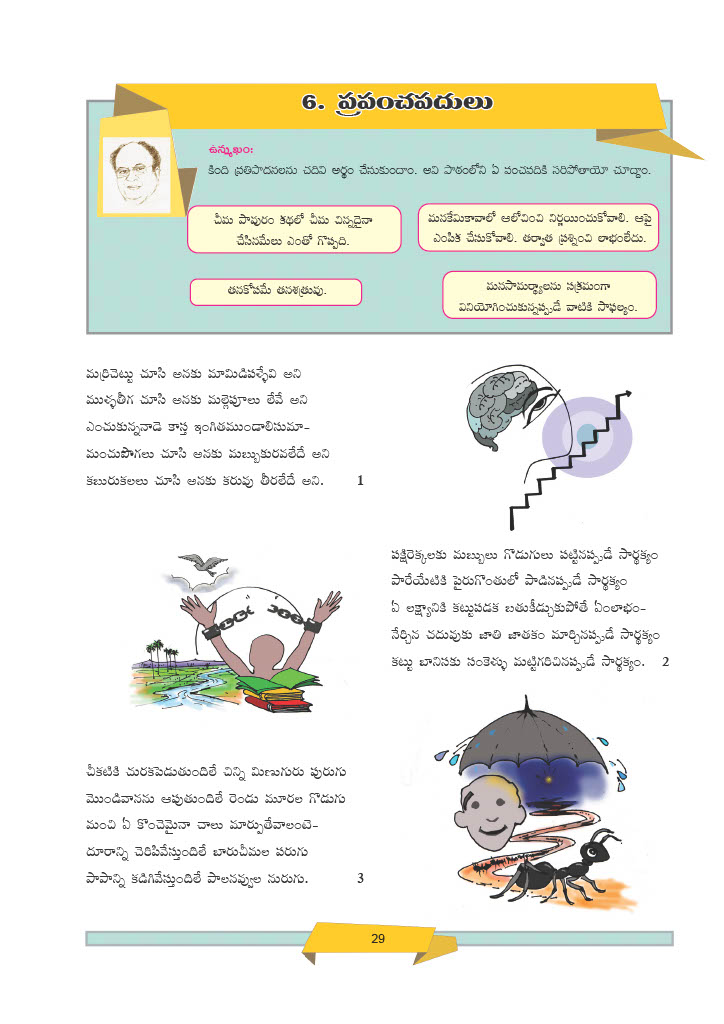 6. ప్రపంచపదులు
ఉన్ముఖం:
కింది ప్రతిపాదనలను చదివి అర్థం చేసుకుందాం. అవి పాఠంలోని ఏ పంచపదికి సరిపోతాయో చూద్దాం.
చీమ పాపురం కథలో చీమ చిన్నదైనా
చేసినమేలు ఎంతో గొప్పది.
మనకేమికావాలో ఆలోచించి నిర్ణయించుకోవాలి. ఆపై
ఎంపిక చేసుకోవాలి. తర్వాత ప్రశ్నించి లాభంలేదు.
తనకోపమే తనశత్రువు.
మనసామర్థ్యాలను సక్రమంగా
వినియోగించుకున్నప్పుడే వాటికి సాఫల్యం.
మర్రిచెట్టు చూసి అనకు మామిడిపళ్ళేవి అని
ముళ్ళతీగ చూసి అనకు మల్లెపూలు లేవే అని
ఎంచుకున్నవాడె కాస్త ఇంగితముండాలిసుమా-
మంచుపొగలు చూసి అనకు మబ్బుకురవలేదే అని
కబురుకలలు చూసి అనకు కరువు తీరలేదే అని. 1
పక్షిరెక్కలకు మబ్బులు గొడుగులు పట్టినప్పుడే సార్థక్యం
పారేయేటికి పైరుగొంతులో పాడినప్పుడే సార్థక్యం
ఏ లక్ష్యానికి కట్టుపడక బతుకీడ్చుకుపోతే ఏంలాభం-
నేర్చిన చదువుకు జాతి జాతకం మార్చినప్పుడే సార్థక్యం
కట్టు బానిసకు సంకెళ్ళు మట్టిగరిచినప్పుడే సార్థక్యం. 2
చీకటికి చురకపెడుతుందిలే చిన్ని మిణుగురు పురుగు
మొండివానను ఆపుతుందిలే రెండు మూరల గొడుగు
మంచి ఏ కొంచెమైనా చాలు మార్పుతేవాలంటె-
దూరాన్ని చెరిపివేస్తుందిలే బారుచీమల పరుగు
పాపాన్ని కడిగివేస్తుందిలే పాలనవ్వుల నురుగు. 3
29